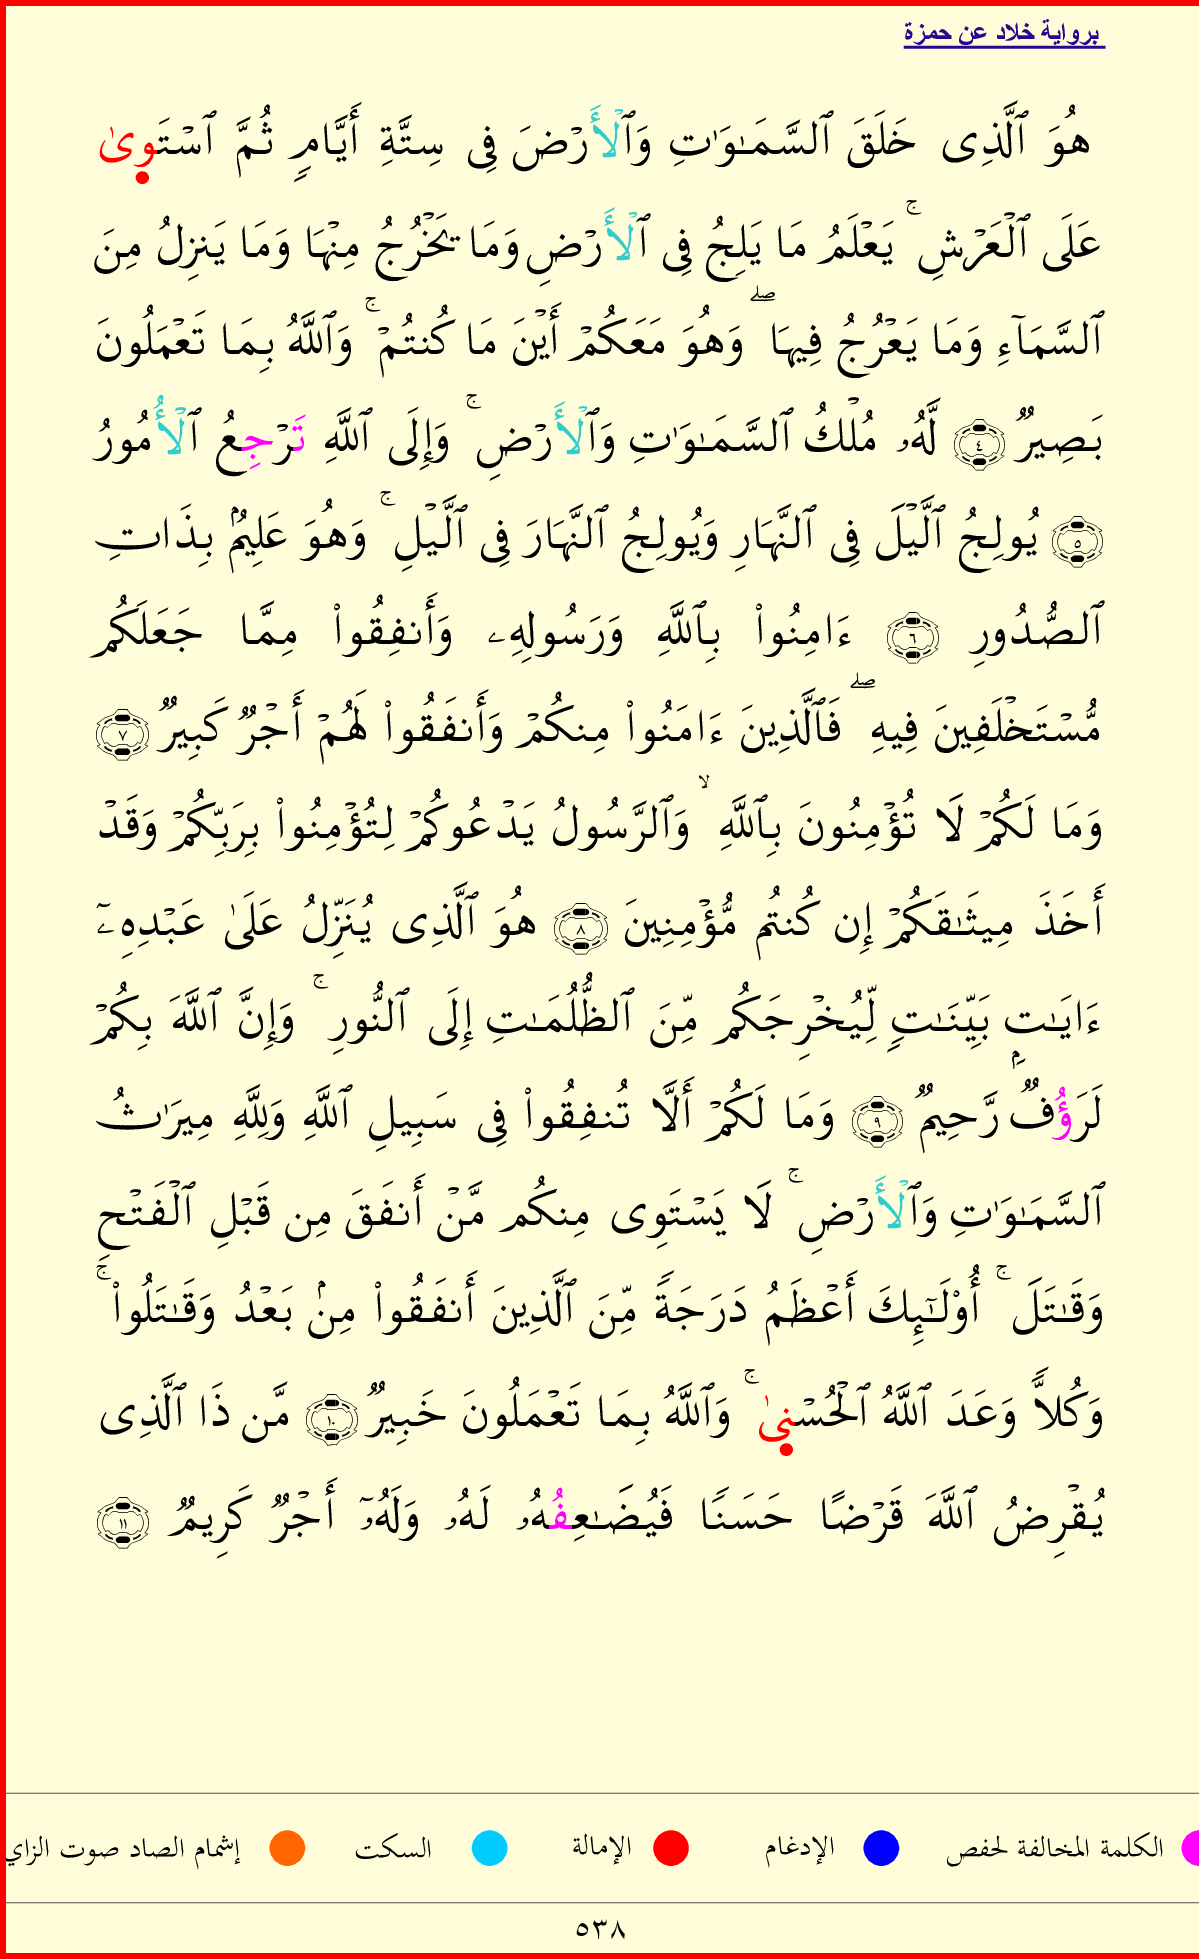 برواية خلاد عن حمزة
هُوَ ٱلَّذِى خَلَقَ ٱلسَّمَـٰوَٰتِ وَٱلۡأَرۡضَ فِى سِتَّةِ أَيَّامٍ ثُمَّ ٱسۡتَوِىٰ
عَلَى ٱلۡعَرۡشِ ۚ يَعۡلَمُ مَا يَلِجُ فِى ٱلۡأَرۡضِ وَمَا يَخۡرُجُ مِنۡهَا وَمَا يَنزِلُ مِنَ
ٱلسَّمَآءِ وَمَا يَعۡرُجُ فِيهَا ۖ وَهُوَ مَعَكُمۡ أَيۡنَ مَا كُنتُمۡ ۚ وَٱللَّهُ بِمَا تَعۡمَلُونَ
بَصِيرٌ ٤ لَّهُۥ مُلۡكُ ٱلسَّمَـٰوَٰتِ وَٱلۡأَرۡضِ ۚ وَإِلَى ٱللَّهِ تَرۡجِعُ ٱلۡأُمُورُ
٥ يُولِجُ ٱلَّيۡلَ فِى ٱلنَّهَارِ وَيُولِجُ ٱلنَّهَارَ فِى ٱلَّيۡلِ ۚ وَهُوَ عَلِيمُۢ بِذَاتِ
ٱلصُّدُورِ ٦ ءَامِنُواْ بِٱللَّهِ وَرَسُولِهِۦ وَأَنفِقُواْ مِمَّا جَعَلَكُم
مُّسۡتَخۡلَفِينَ فِيهِ ۖ فَٱلَّذِينَ ءَامَنُواْ مِنكُمۡ وَأَنفَقُواْ لَهُمۡ أَجۡرٌ كَبِيرٌ ٧
وَمَا لَكُمۡ لَا تُؤۡمِنُونَ بِٱللَّهِ ۙ وَٱلرَّسُولُ يَدۡعُوكُمۡ لِتُؤۡمِنُواْ بِرَبِّكُمۡ وَقَدۡ
أَخَذَ مِيثَـٰقَكُمۡ إِن كُنتُم مُّؤۡمِنِينَ ٨ هُوَ ٱلَّذِى يُنَزِّلُ عَلَىٰ عَبۡدِهِۦٓ
ءَايَـٰتِۭ بَيِّنَـٰتٍ لِّيُخۡرِجَكُم مِّنَ ٱلظُّلُمَـٰتِ إِلَى ٱلنُّورِ ۚ وَإِنَّ ٱللَّهَ بِكُمۡ
لَرَؤُفٌ رَّحِيمٌ ٩ وَمَا لَكُمۡ أَلَّا تُنفِقُواْ فِى سَبِيلِ ٱللَّهِ وَلِلَّهِ مِيرَٰثُ
ٱلسَّمَـٰوَٰتِ وَٱلۡأَرۡضِ ۚ لَا يَسۡتَوِى مِنكُم مَّنۡ أَنفَقَ مِن قَبۡلِ ٱلۡفَتۡحِ
وَقَـٰتَلَ ۚ أُوْلَـٰٓئِكَ أَعۡظَمُ دَرَجَةً مِّنَ ٱلَّذِينَ أَنفَقُواْ مِنۢ بَعۡدُ وَقَـٰتَلُواْ ۚ
وَكُلاًّ وَعَدَ ٱللَّهُ ٱلۡحُسۡنِىٰ ۚ وَٱللَّهُ بِمَا تَعۡمَلُونَ خَبِيرٌ ١٠ مَّن ذَا ٱلَّذِى
يُقۡرِضُ ٱللَّهَ قَرۡضًا حَسَنًا فَيُضَـٰعِفُهُۥ لَهُۥ وَلَهُۥٓ أَجۡرٌ كَرِيمٌ ١١
الكلمة المخالفة لحفص الإدغام الإمالة السكت إشمام الصاد صوت الزاي
٥٣٨